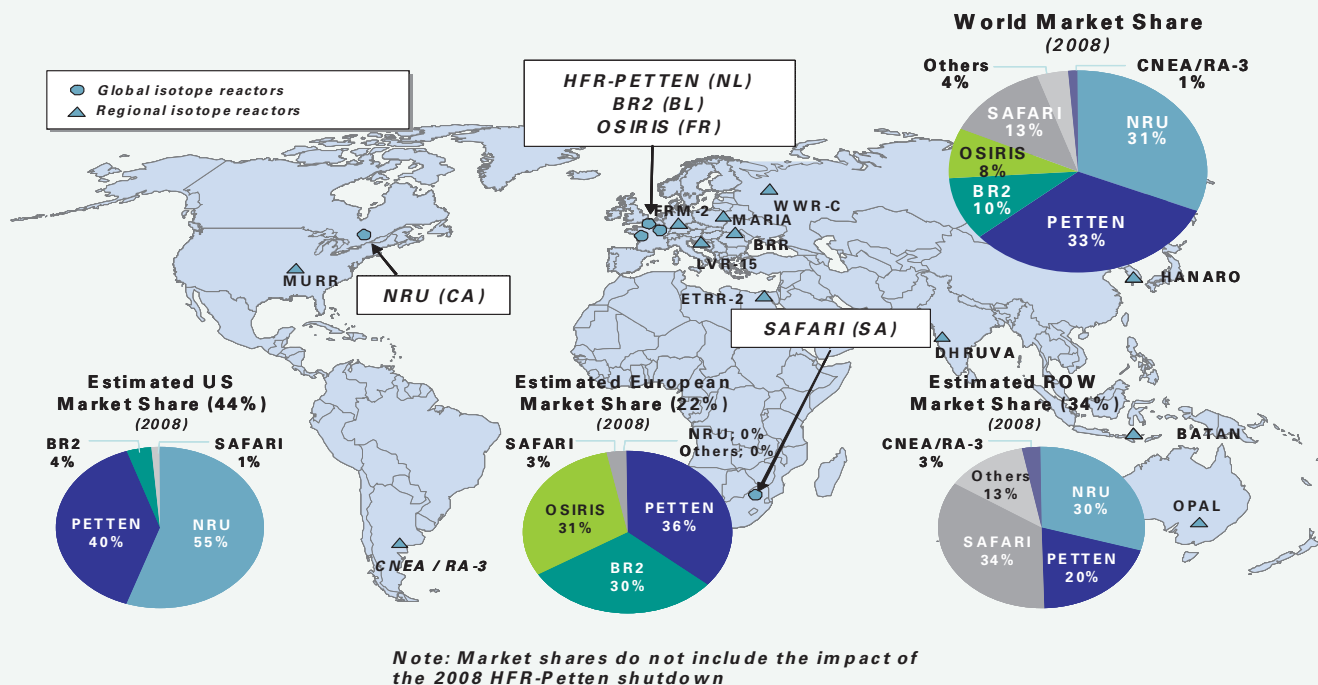 World Market Share
(2008)
Others
4%
CNEA/RA-3
1%
SAFARI
13%
NRU
31%
OSIRIS
8%
BR2
10%
PETTEN
33%
Global isotope reactors
Regional isotope reactors
HFR-PETTEN (NL)
BR2 (BL)
OSIRIS (FR)
WWR-C
FRM-2
MARIA
BRR
LVR-15
MURR
NRU (CA)
ETRR-2
HANARO
SAFARI (SA)
DHRUVA
Estimated US
Market Share (44%)
(2008)
BR2
4%
SAFARI
1%
PETTEN
40%
NRU
55%
CNEA / RA-3
Estimated European
Market Share (22%)
(2008)
SAFARI
3%
NRU; 0%
Others; 0%
OSIRIS
31%
PETTEN
36%
BR2
30%
Estimated ROW
Market Share (34%)
(2008)
CNEA/RA-3
3%
Others
13%
NRU
30%
SAFARI
34%
PETTEN
20%
BATAN
OPAL
Note: Market shares do not include the impact of
the 2008 HFR-Petten shutdown